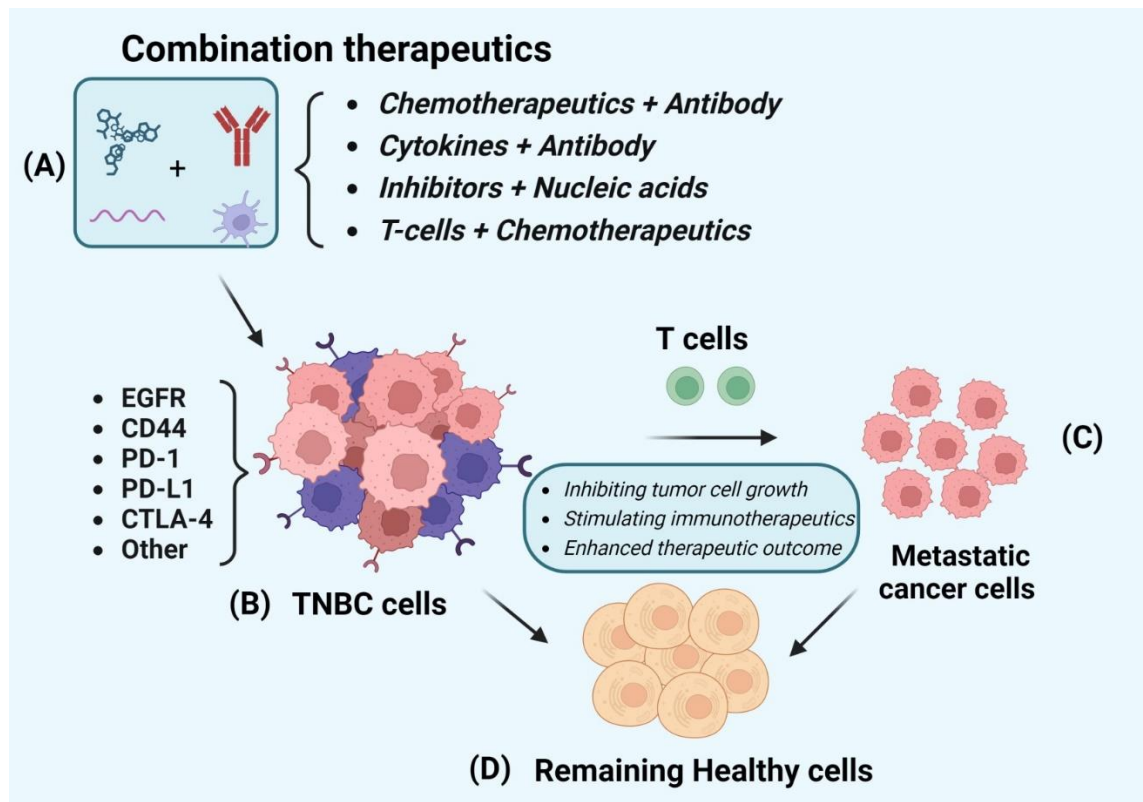 Combination therapeutics
(A)
+
• Chemotherapeutics + Antibody
• Cytokines + Antibody
• Inhibitors + Nucleic acids
• T-cells + Chemotherapeutics
• EGFR
• CD44
• PD-1
• PD-L1
• CTLA-4
• Other
(B) TNBC cells
T cells
• Inhibiting tumor cell growth
• Stimulating immunotherapeutics
• Enhanced therapeutic outcome
(C)
Metastatic
cancer cells
(D) Remaining Healthy cells